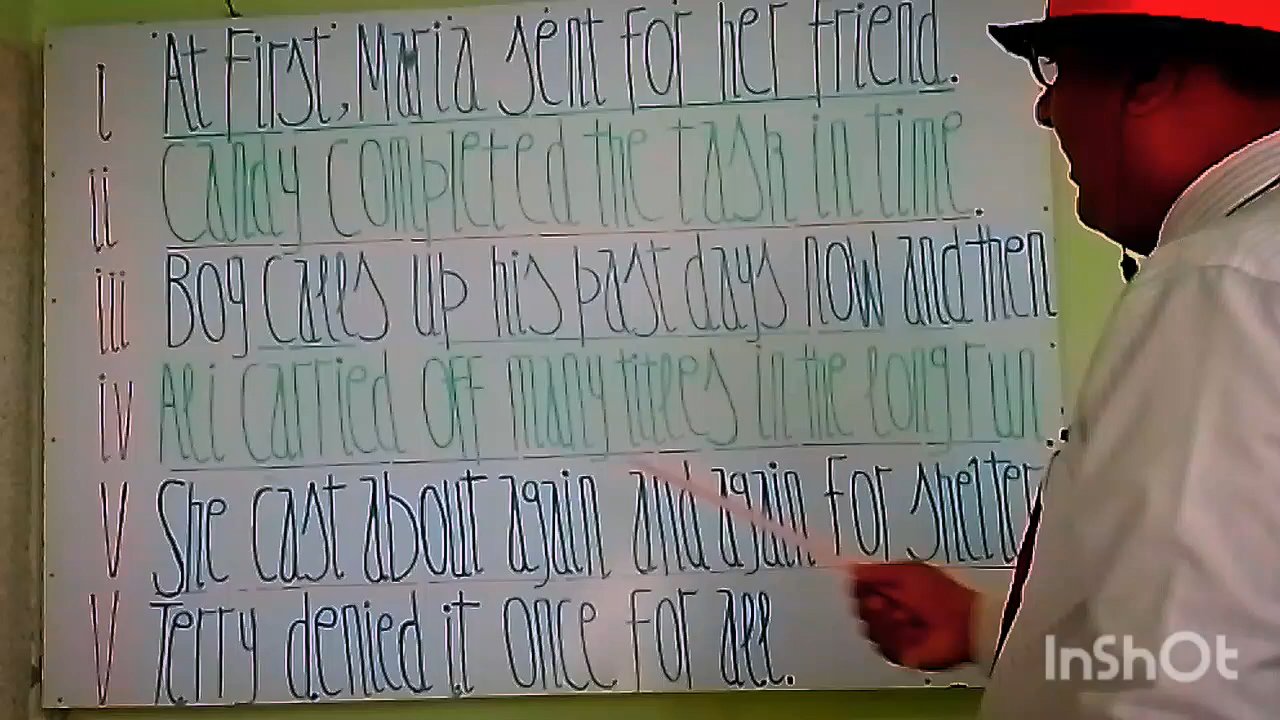 i 'At First', Maria sent for her friend.
ii Candy completed the task in time.
iii Boy calls up his past days now and then
iv Ali carried off many titles in the long run.
V She cast about again and again for shelter
V Terry denied it once for all.
InShOt